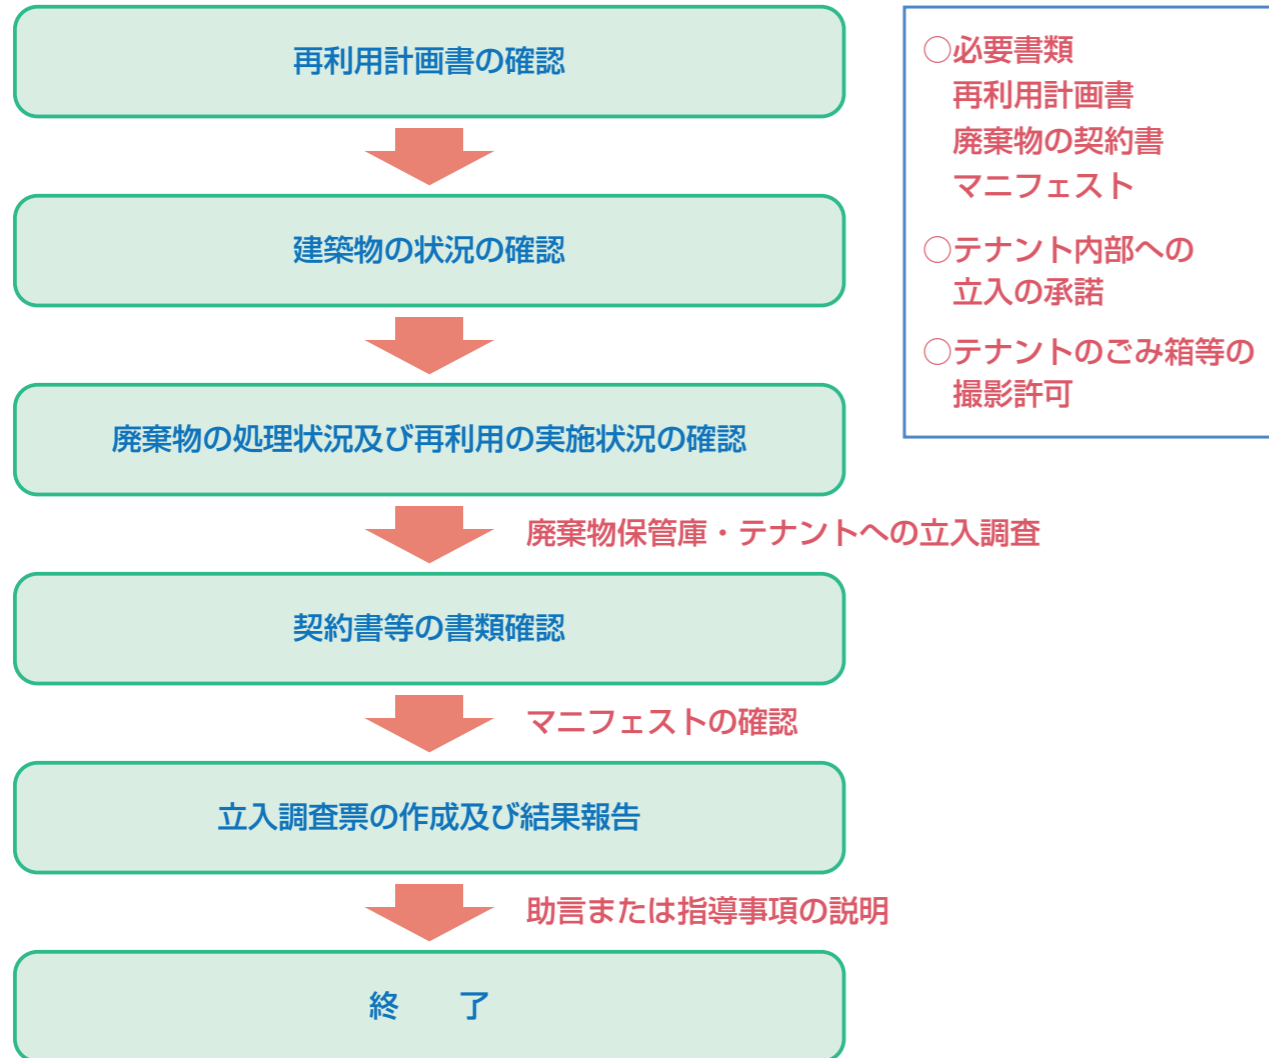 再利用計画書の確認
建築物の状況の確認
廃棄物の処理状況及び再利用の実施状況の確認
廃棄物保管庫・テナントへの立入調査
契約書等の書類確認
マニフェストの確認
立入調査票の作成及び結果報告
助言または指導事項の説明
終　　了
○必要書類
再利用計画書
廃棄物の契約書
マニフェスト
○テナント内部への
立入の承諾
○テナントのごみ箱等の
撮影許可